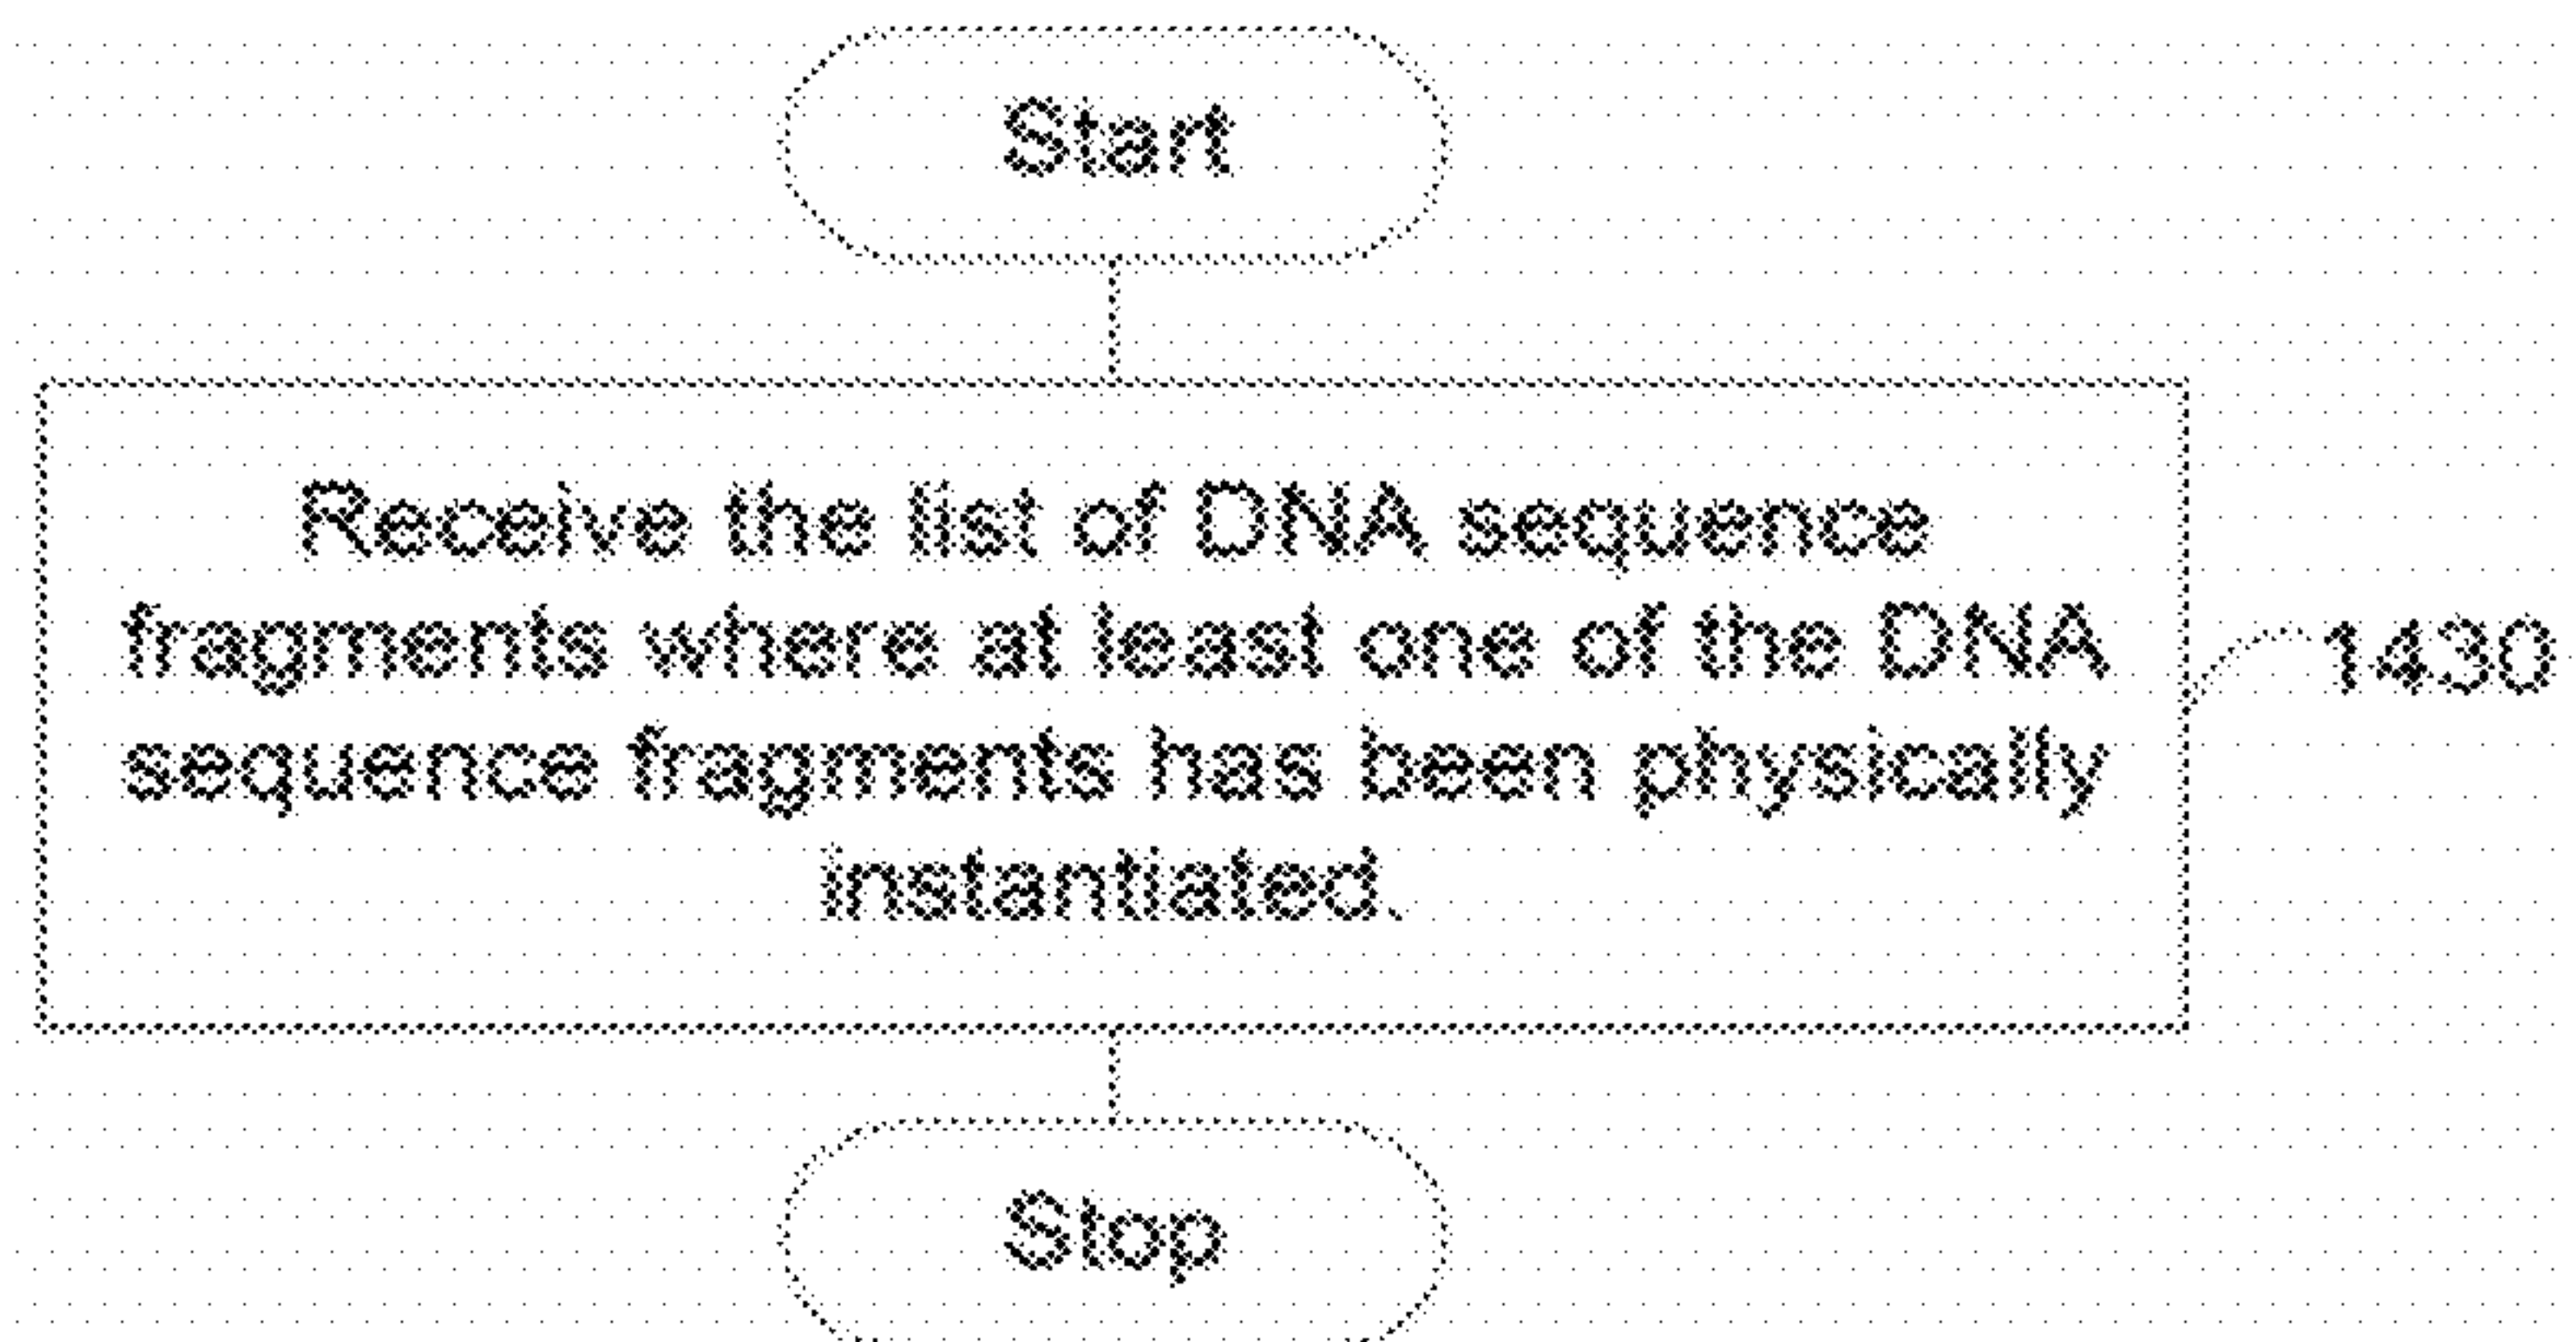 Start
Receive the list of DNA sequence
fragments where at least one of the DNA
sequence fragments has been physically
instantiated.
1430
Stop